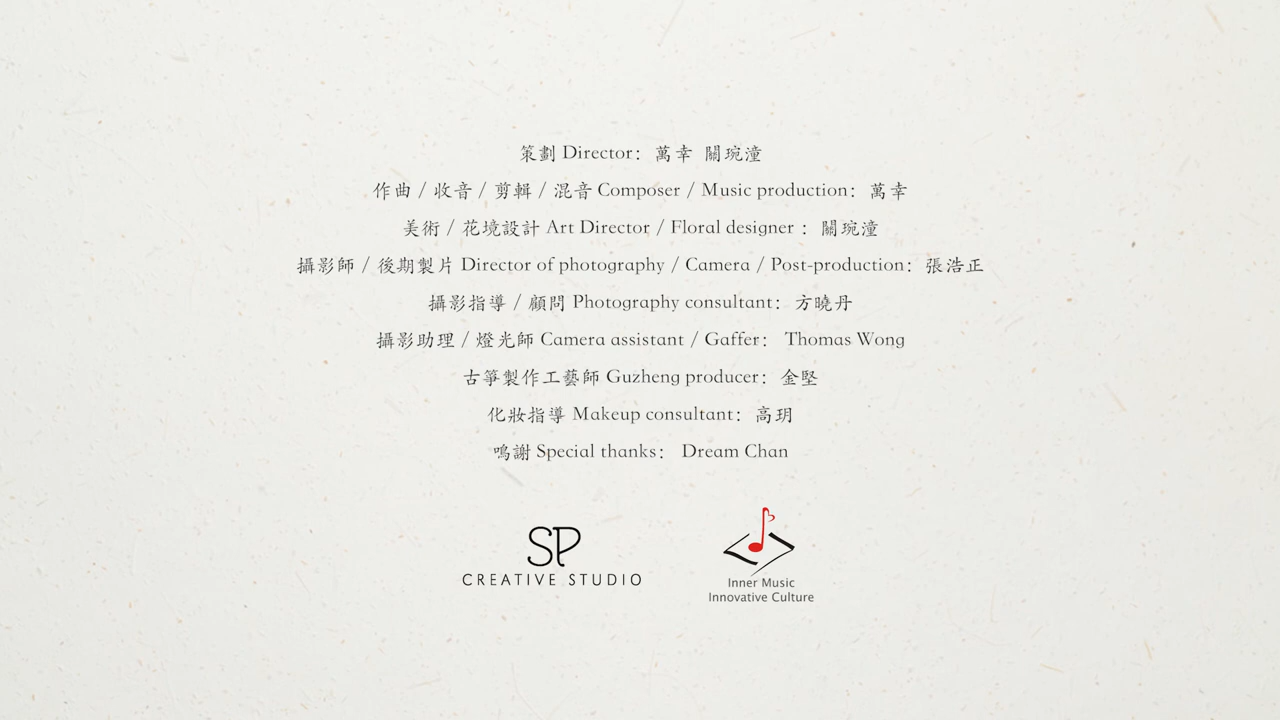 策劃 Director： 萬幸 關琬潼
作曲 / 收音 / 剪輯 / 混音 Composer / Music production： 萬幸
美術 / 花境設計 Art Director / Floral designer ： 關琬潼
攝影師 / 後期製片 Director of photography / Camera / Post-production： 張浩正
攝影指導 / 顧問 Photography consultant： 方曉丹
攝影助理 / 燈光師 Camera assistant / Gaffer： Thomas Wong
古箏製作工藝師 Guzheng producer： 金堅
化妝指導 Makeup consultant： 高玥
鳴謝 Special thanks： Dream Chan
SP
CREATIVE STUDIO
Inner Music
Innovative Culture